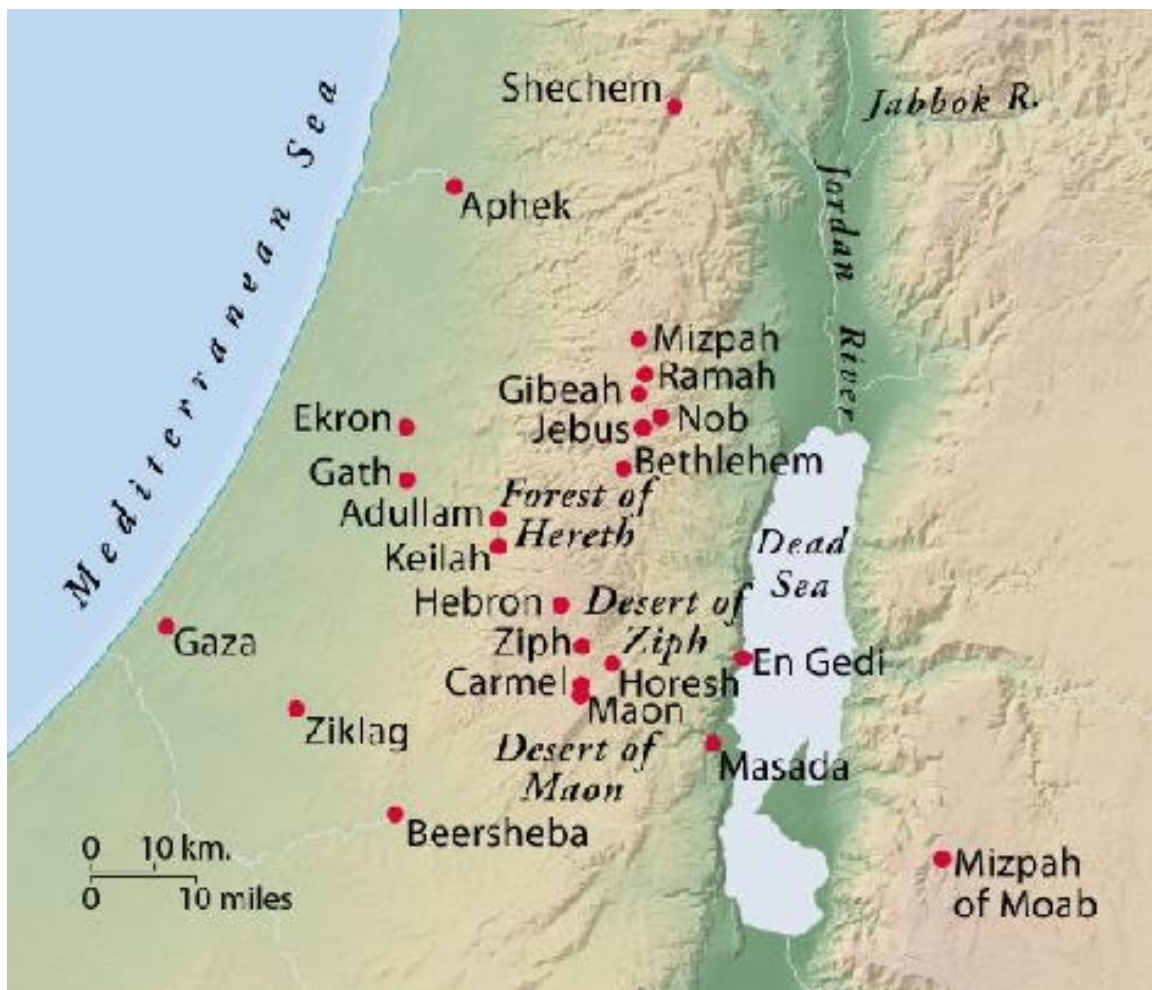 Shechem
Jabbok R.
Mediterranean Sea
Aphek
Jordan River
Mizpah
Ramah
Gibeah
Nob
Ekron
Jebus
Bethlehem
Gath
Forest of
Hereth
Adullam
Keilah
Dead
Sea
Hebron
Desert of
Ziph
Gaza
Ziph
En Gedi
Carmel
Horesh
Maon
Ziklag
Desert of
Maon
Masada
Beersheba
0 10 km.
0 10 miles
Mizpah
of Moab